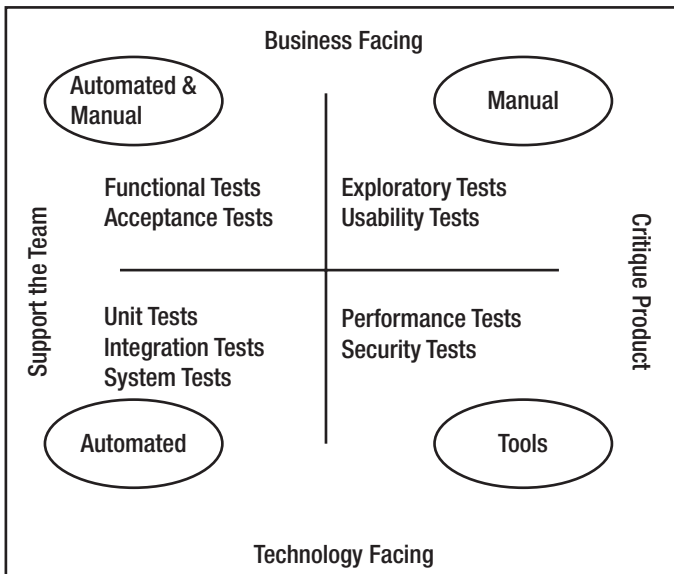 Business Facing
Automated &
Manual
Manual
Functional Tests
Acceptance Tests
Exploratory Tests
Usability Tests
Support the Team
Critique Product
Unit Tests
Integration Tests
System Tests
Performance Tests
Security Tests
Automated
Tools
Technology Facing